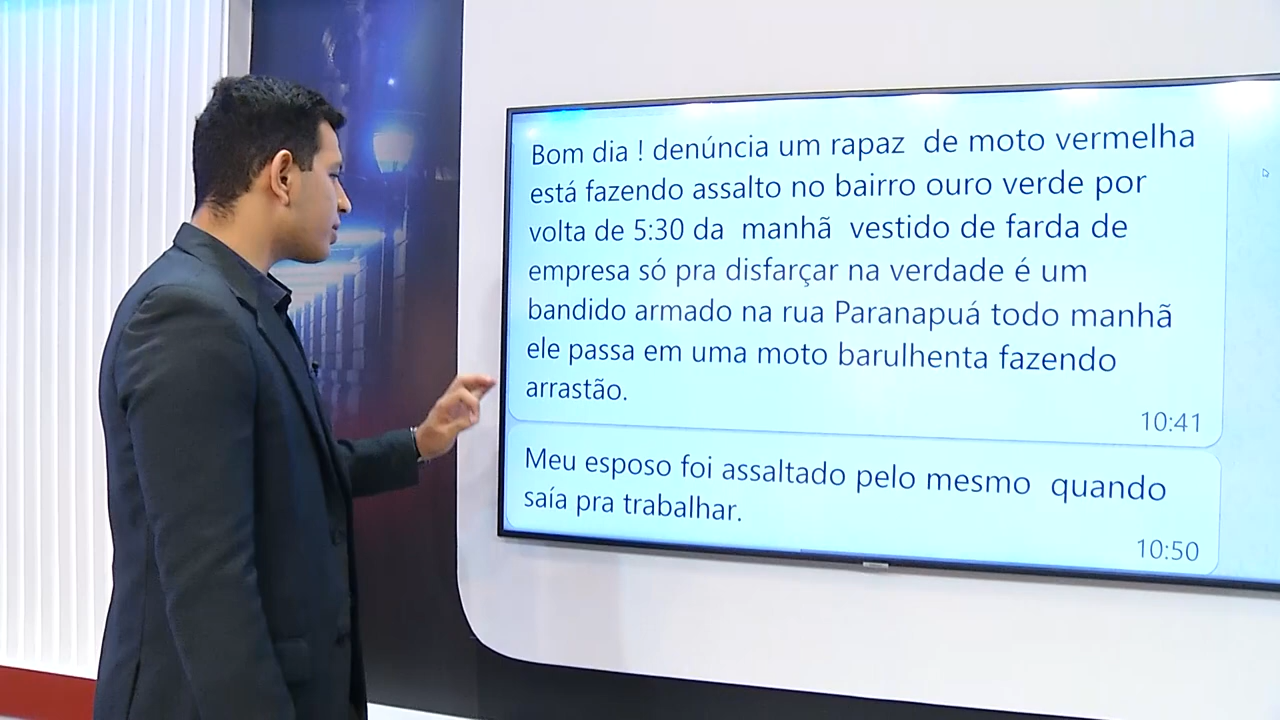 Bom dia ! denúncia um rapaz  de moto vermelha
está fazendo assalto no bairro ouro verde por
volta de 5:30 da  manhã  vestido de farda de
empresa só pra disfarçar na verdade é um
bandido armado na rua Paranapuá todo manhã
ele passa em uma moto barulhenta fazendo
arrastão.
10:41
Meu esposo foi assaltado pelo mesmo  quando
saía pra trabalhar.
10:50